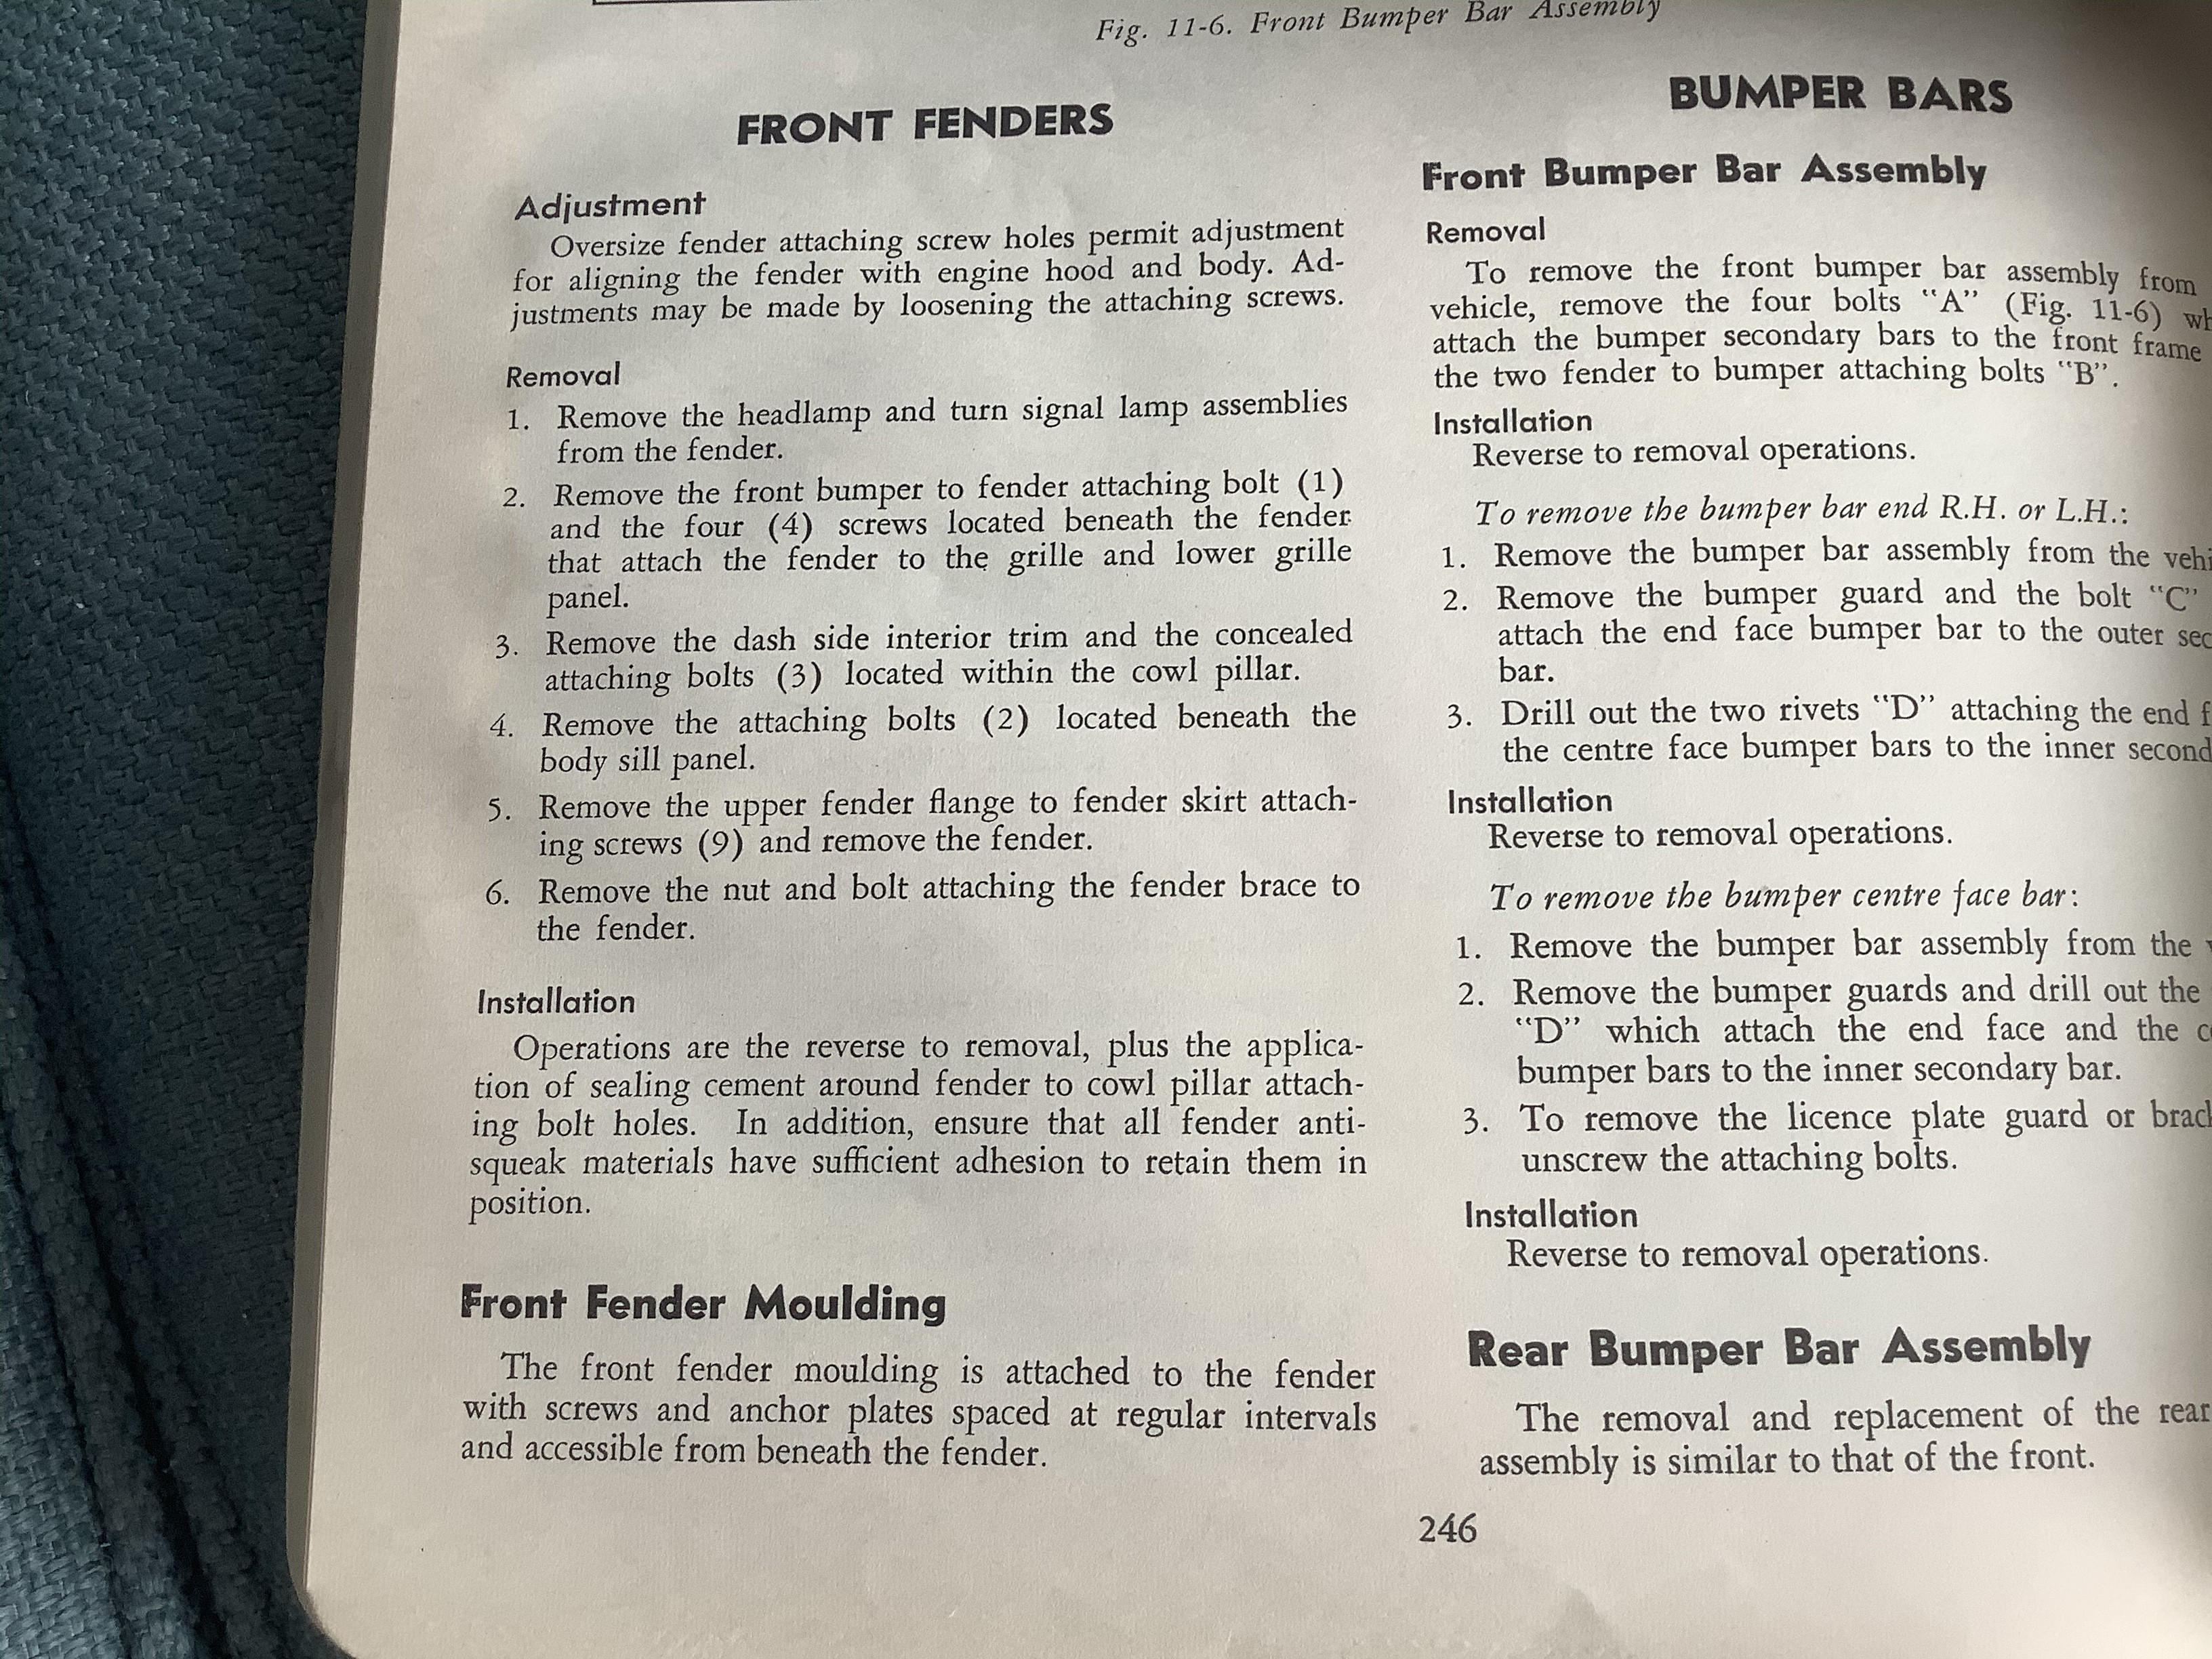 Fig. 11-6. Front Bumper Bar Assembly
FRONT FENDERS
Adjustment
Oversize fender attaching screw holes permit adjustment
for aligning the fender with engine hood and body. Ad-
justments may be made by loosening the attaching screws.
Removal
1. Remove the headlamp and turn signal lamp assemblies
from the fender.
2. Remove the front bumper to fender attaching bolt (1)
and the four (4) screws located beneath the fender
that attach the fender to the grille and lower grille
panel.
3. Remove the dash side interior trim and the concealed
attaching bolts (3) located within the cowl pillar.
4. Remove the attaching bolts (2) located beneath the
body sill panel.
5. Remove the upper fender flange to fender skirt attach-
ing screws (9) and remove the fender.
6. Remove the nut and bolt attaching the fender brace to
the fender.
Installation
Operations are the reverse to removal, plus the applica-
tion of sealing cement around fender to cowl pillar attach-
ing bolt holes. In addition, ensure that all fender anti-
squeak materials have sufficient adhesion to retain them in
position.
Front Fender Moulding
The front fender moulding is attached to the fender
with screws and anchor plates spaced at regular intervals
and accessible from beneath the fender.
BUMPER BARS
Front Bumper Bar Assembly
Removal
To remove the front bumper bar assembly from
vehicle, remove the four bolts "A" (Fig. 11-6)
attach the bumper secondary bars to the front frame
the two fender to bumper attaching bolts "B".
Installation
Reverse to removal operations.
To remove the bumper bar end R.H. or L.H.:
1. Remove the bumper bar assembly from the
2. Remove the bumper guard and the bolt "C"
attach the end face bumper bar to the outer
bar.
3. Drill out the two rivets "D" attaching the end
the centre face bumper bars to the inner
Installation
Reverse to removal operations.
To remove the bumper centre face bar:
1. Remove the bumper bar assembly from the
2. Remove the bumper guards and drill out the
"D" which attach the end face and the
bumper bars to the inner secondary bar.
3. To remove the licence plate guard or
unscrew the attaching bolts.
Installation
Reverse to removal operations.
Rear Bumper Bar Assembly
The removal and replacement of the rear
assembly is similar to that of the front.
246